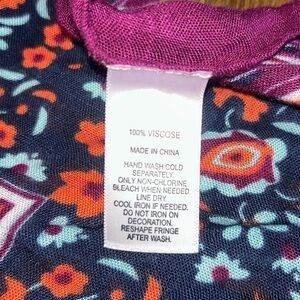 100% VISCOSE
MADE IN CHINA
HAND WASH COLD
SEPARATELY.
ONLY NON-CHLORINE
BLEACH WHEN NEEDED
LINE DRY.
COOL IRON IF NEEDED.
DO NOT IRON ON
DECORATION.
RESHAPE FRINGE
AFTER WASH.